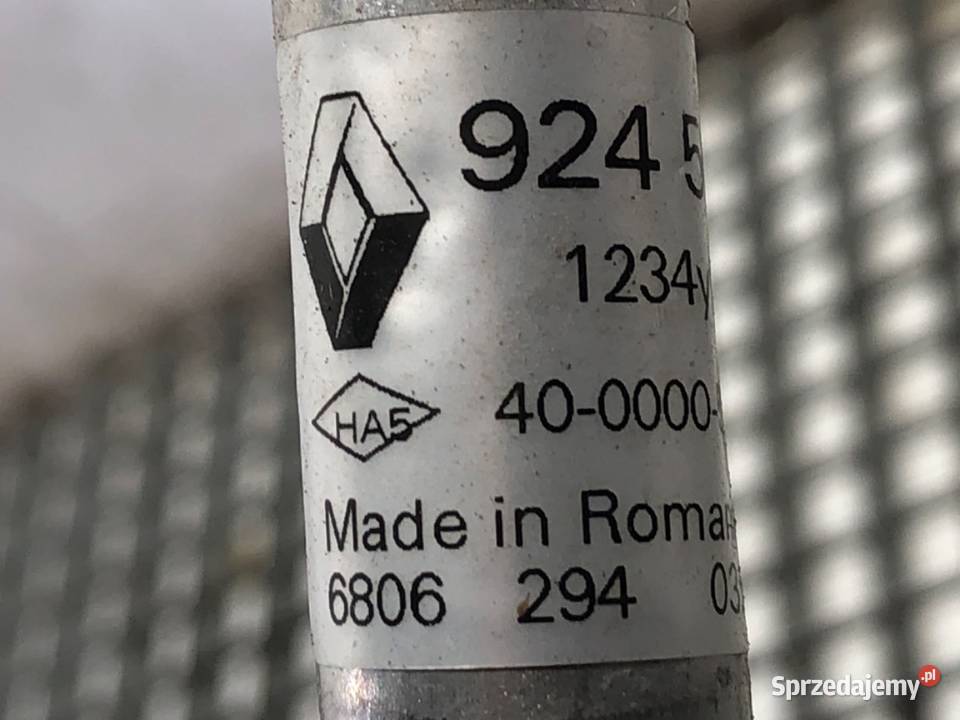 924 5
1234y
HA5 40-0000-
Made in Roma
6806 294 03
Sprzedajemy.pl